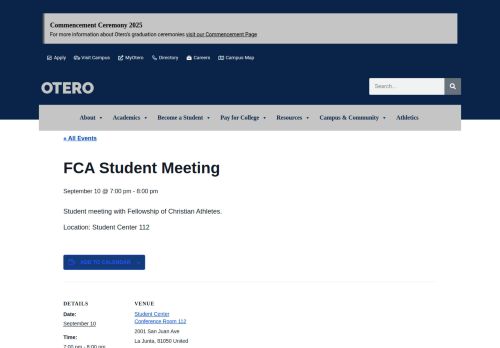 Commencement Ceremony 2025
For more information about Otero's graduation ceremonies visit our Commencement Page
Apply Visit Campus MyOtero Directory Careers Campus Map
OTERO
Search...
About Academics Become a Student Pay for College Resources Campus & Community Athletics
« All Events
FCA Student Meeting
September 10 @ 7:00 pm - 8:00 pm
Student meeting with Fellowship of Christian Athletes.
Location: Student Center 112
ADD TO CALENDAR
DETAILS
Date:
September 10
Time:
7:00 pm - 8:00 pm
VENUE
Student Center
Conference Room 112
2001 San Juan Ave
La Junta, 81050 United